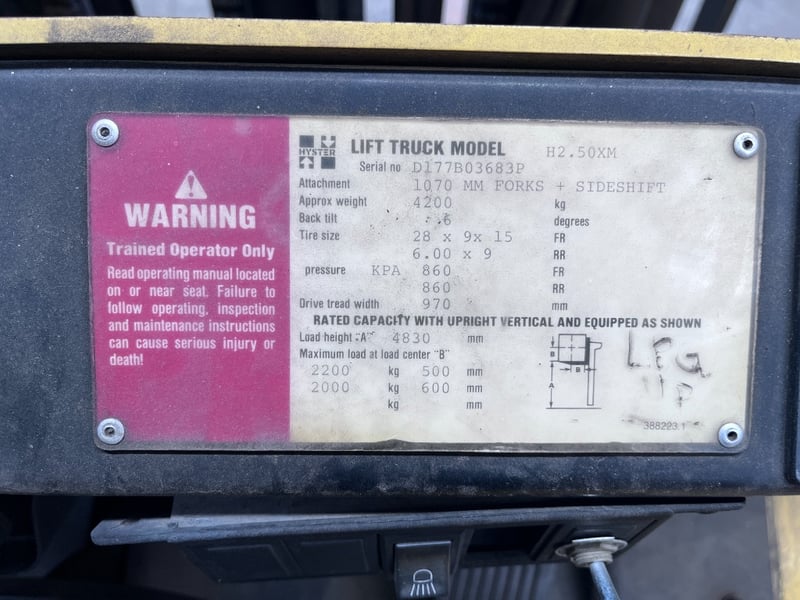 WARNING
Trained Operator Only
Read operating manual located
on or near seat. Failure to
follow operating, inspection
and maintenance instructions
can cause serious injury or
death!
HYSTER
LIFT TRUCK MODEL H2.50XM
Serial no D177B03683P
Attachment 1070 MM FORKS + SIDESHIFT
Approx weight 4200 kg
Back tilt 6 degrees
Tire size 28 x 9x 15 FR
6.00 x 9 RR
pressure KPA 860 FR
860 RR
Drive tread width 970 mm
RATED CAPACITY WITH UPRIGHT VERTICAL AND EQUIPPED AS SHOWN
Load height "A" 4830 mm
Maximum load at load center "B"
2200 kg 500 mm
2000 kg 600 mm
kg mm
B
B
A
388223.1